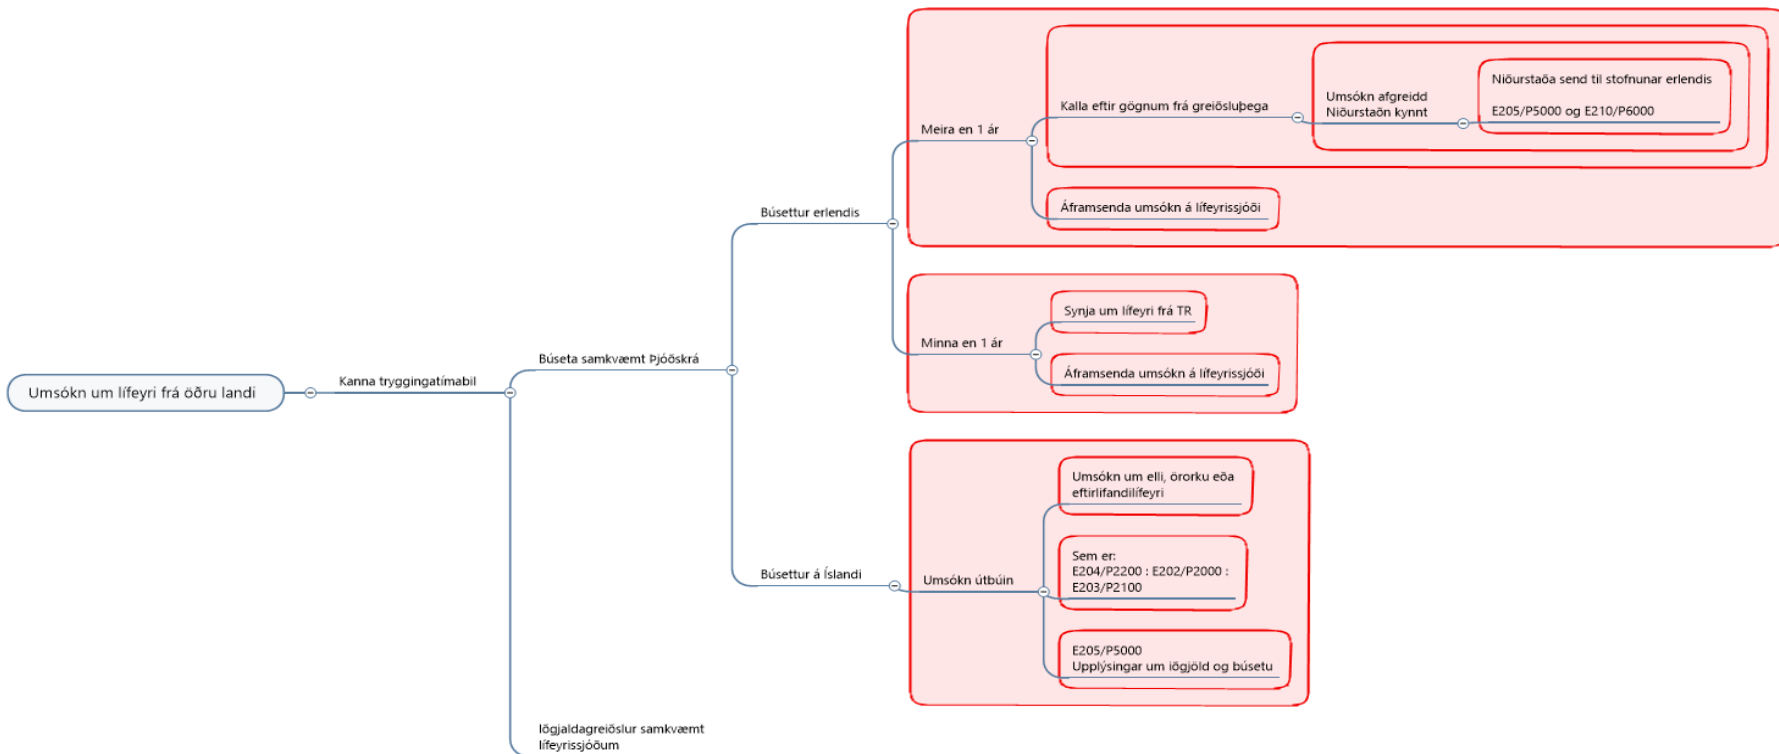 Umsókn um lífeyri frá öðru landi
Kanna tryggingatímabil
Búseta samkvæmt Þjóðskrá
Búsettur erlendis
Meira en 1 ár
Kalla eftir gögnum frá greiðsluþega
Umsókn afgreidd
Niðurstaðn kynnt
Niðurstaða send til stofnunar erlendis
E205/P5000 og E210/P6000
Áframsenda umsókn á lífeyrissjóði
Minna en 1 ár
Synja um lífeyri frá TR
Áframsenda umsókn á lífeyrissjóði
Búsettur á Íslandi
Umsókn útbúin
Umsókn um elli, örorku eða
eftirlifandilífeyri
Sem er:
E204/P2200 : E202/P2000 :
E203/P2100
E205/P5000
Upplýsingar um iðgjöld og búsetu
Iðgjaldagreiðslur samkvæmt
lífeyrissjóðum